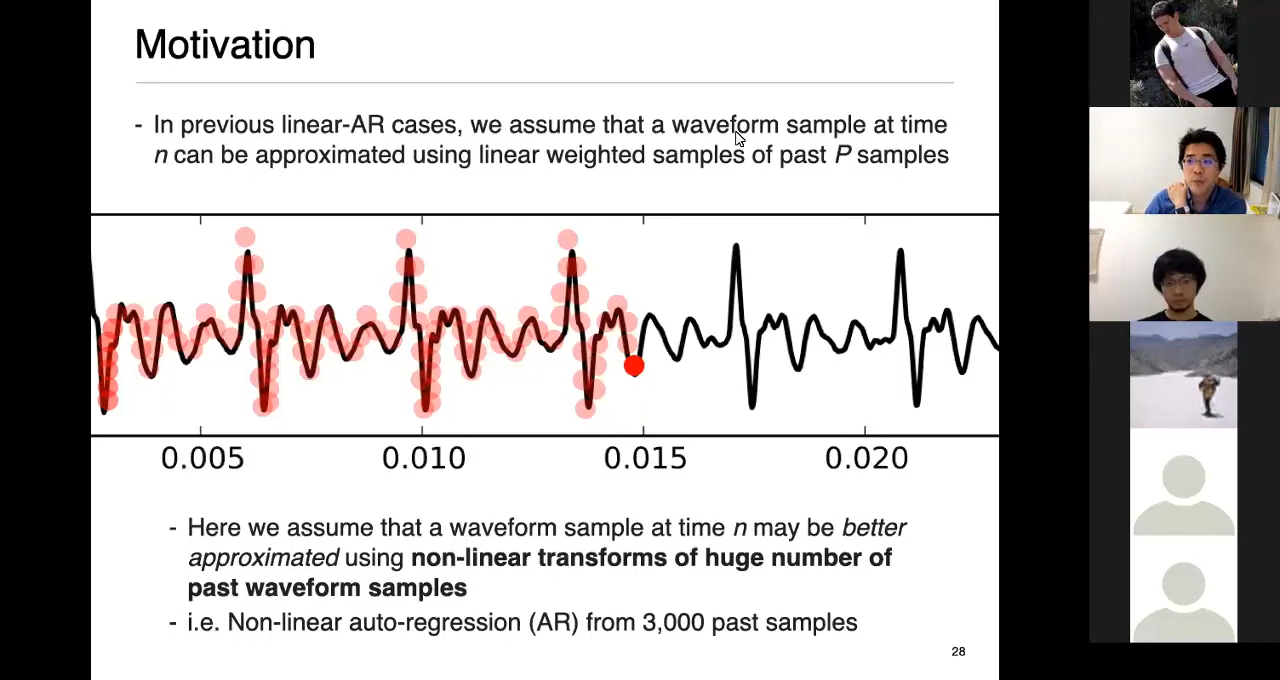 Motivation
- In previous linear-AR cases, we assume that a waveform sample at time
n can be approximated using linear weighted samples of past P samples
0.005 0.010 0.015 0.020
- Here we assume that a waveform sample at time n may be better
approximated using non-linear transforms of huge number of
past waveform samples
- i.e. Non-linear auto-regression (AR) from 3,000 past samples
28